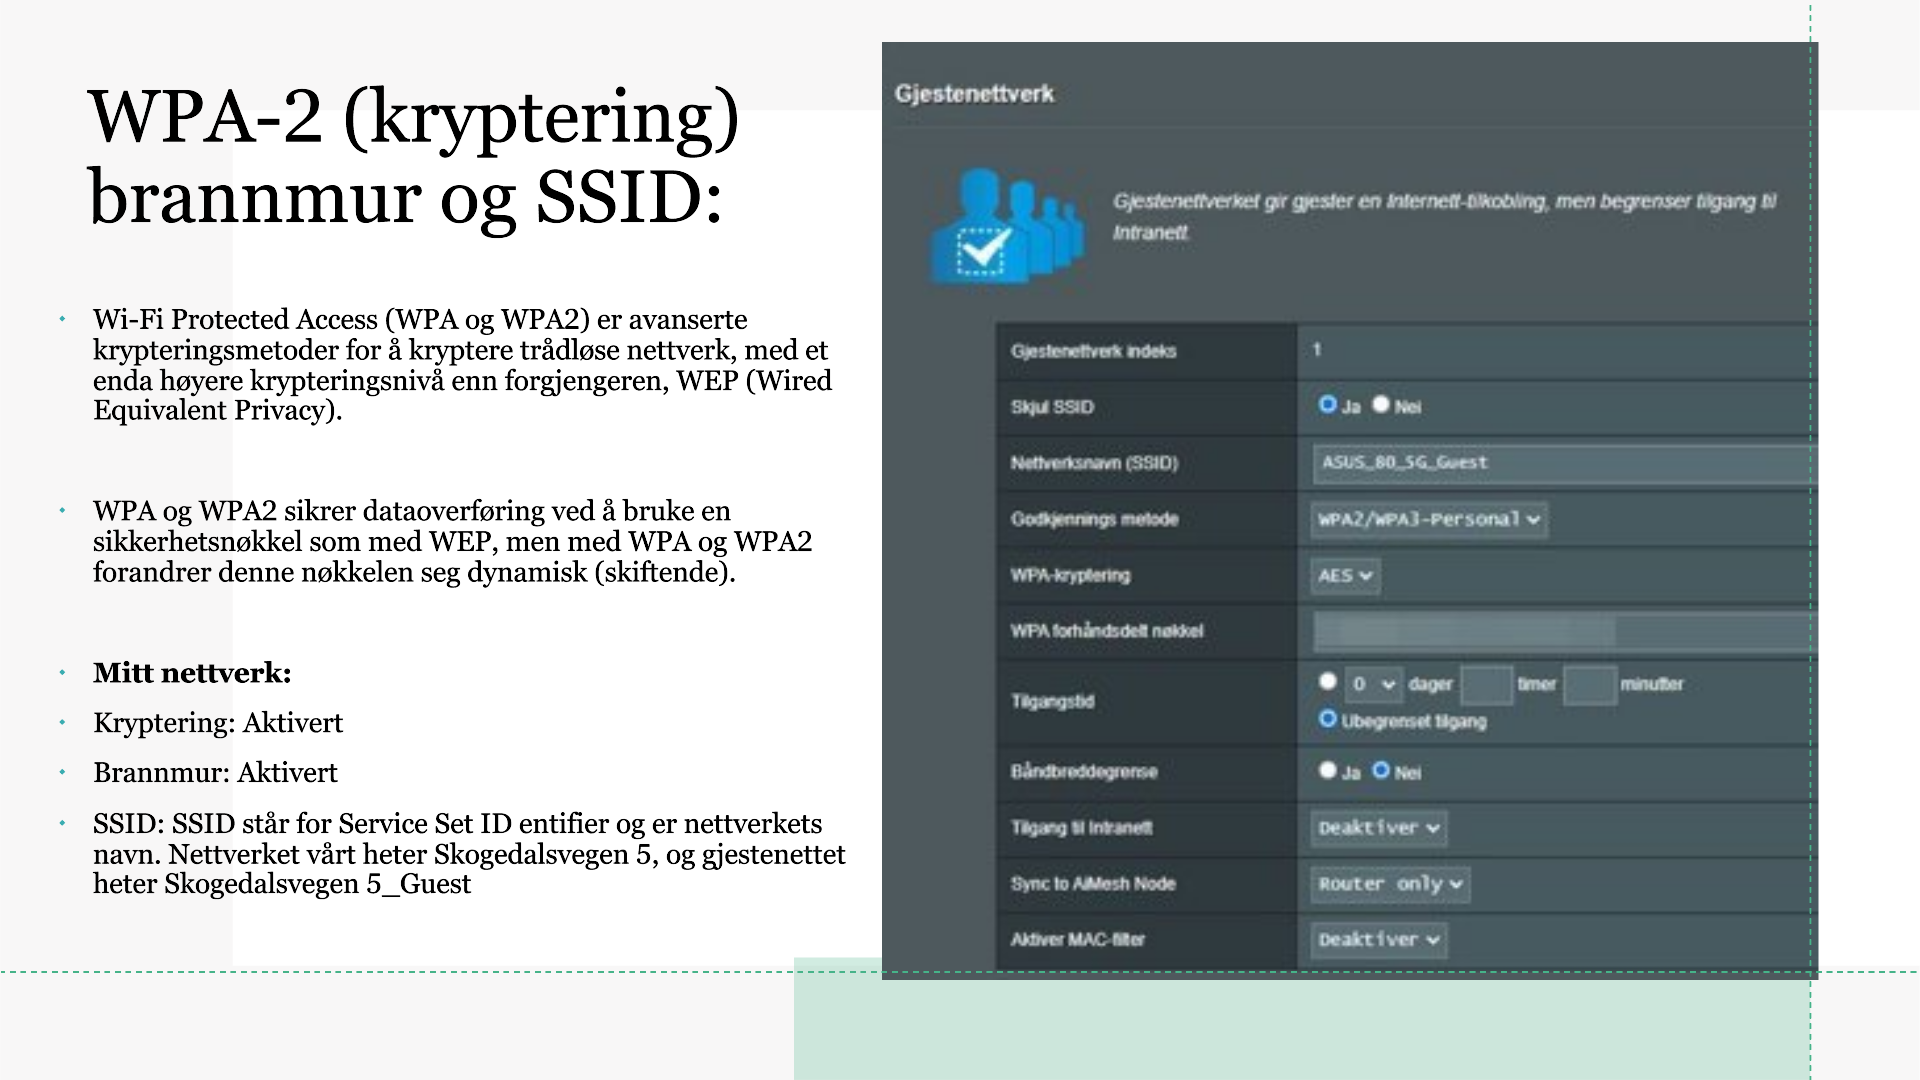 WPA-2 (kryptering)
brannmur og SSID:
Wi-Fi Protected Access (WPA og WPA2) er avanserte
krypteringsmetoder for å kryptere trådløse nettverk, med et
enda høyere krypteringsnivå enn forgjengeren, WEP (Wired
Equivalent Privacy).
WPA og WPA2 sikrer dataoverføring ved å bruke en
sikkerhetsnøkkel som med WEP, men med WPA og WPA2
forandrer denne nøkkelen seg dynamisk (skiftende).
Mitt nettverk:
Kryptering: Aktivert
Brannmur: Aktivert
SSID: SSID står for Service Set ID entifier og er nettverkets
navn. Nettverket vårt heter Skogedalsvegen 5, og gjestenettet
heter Skogedalsvegen 5_Guest
Gjestenettverk
Gjestenettverket gir gjester en Internett-tilkobling, men begrenser tilgang til
Intranett.
Gjestenettverk indeks 1
Skjul SSID Ja Nei
Nettverksnavn (SSID) ASUS_80_5G_Guest
Godkjennings metode WPA2/WPA3-Personal
WPA-kryptering AES
WPA forhåndsdelt nøkkel
Tilgangstid 0 dager timer minutter
Ubegrenset tilgang
Båndbreddegrense Ja Nei
Tilgang til Intranett Deaktiver
Sync to AiMesh Node Router only
Aktiver MAC-filter Deaktiver